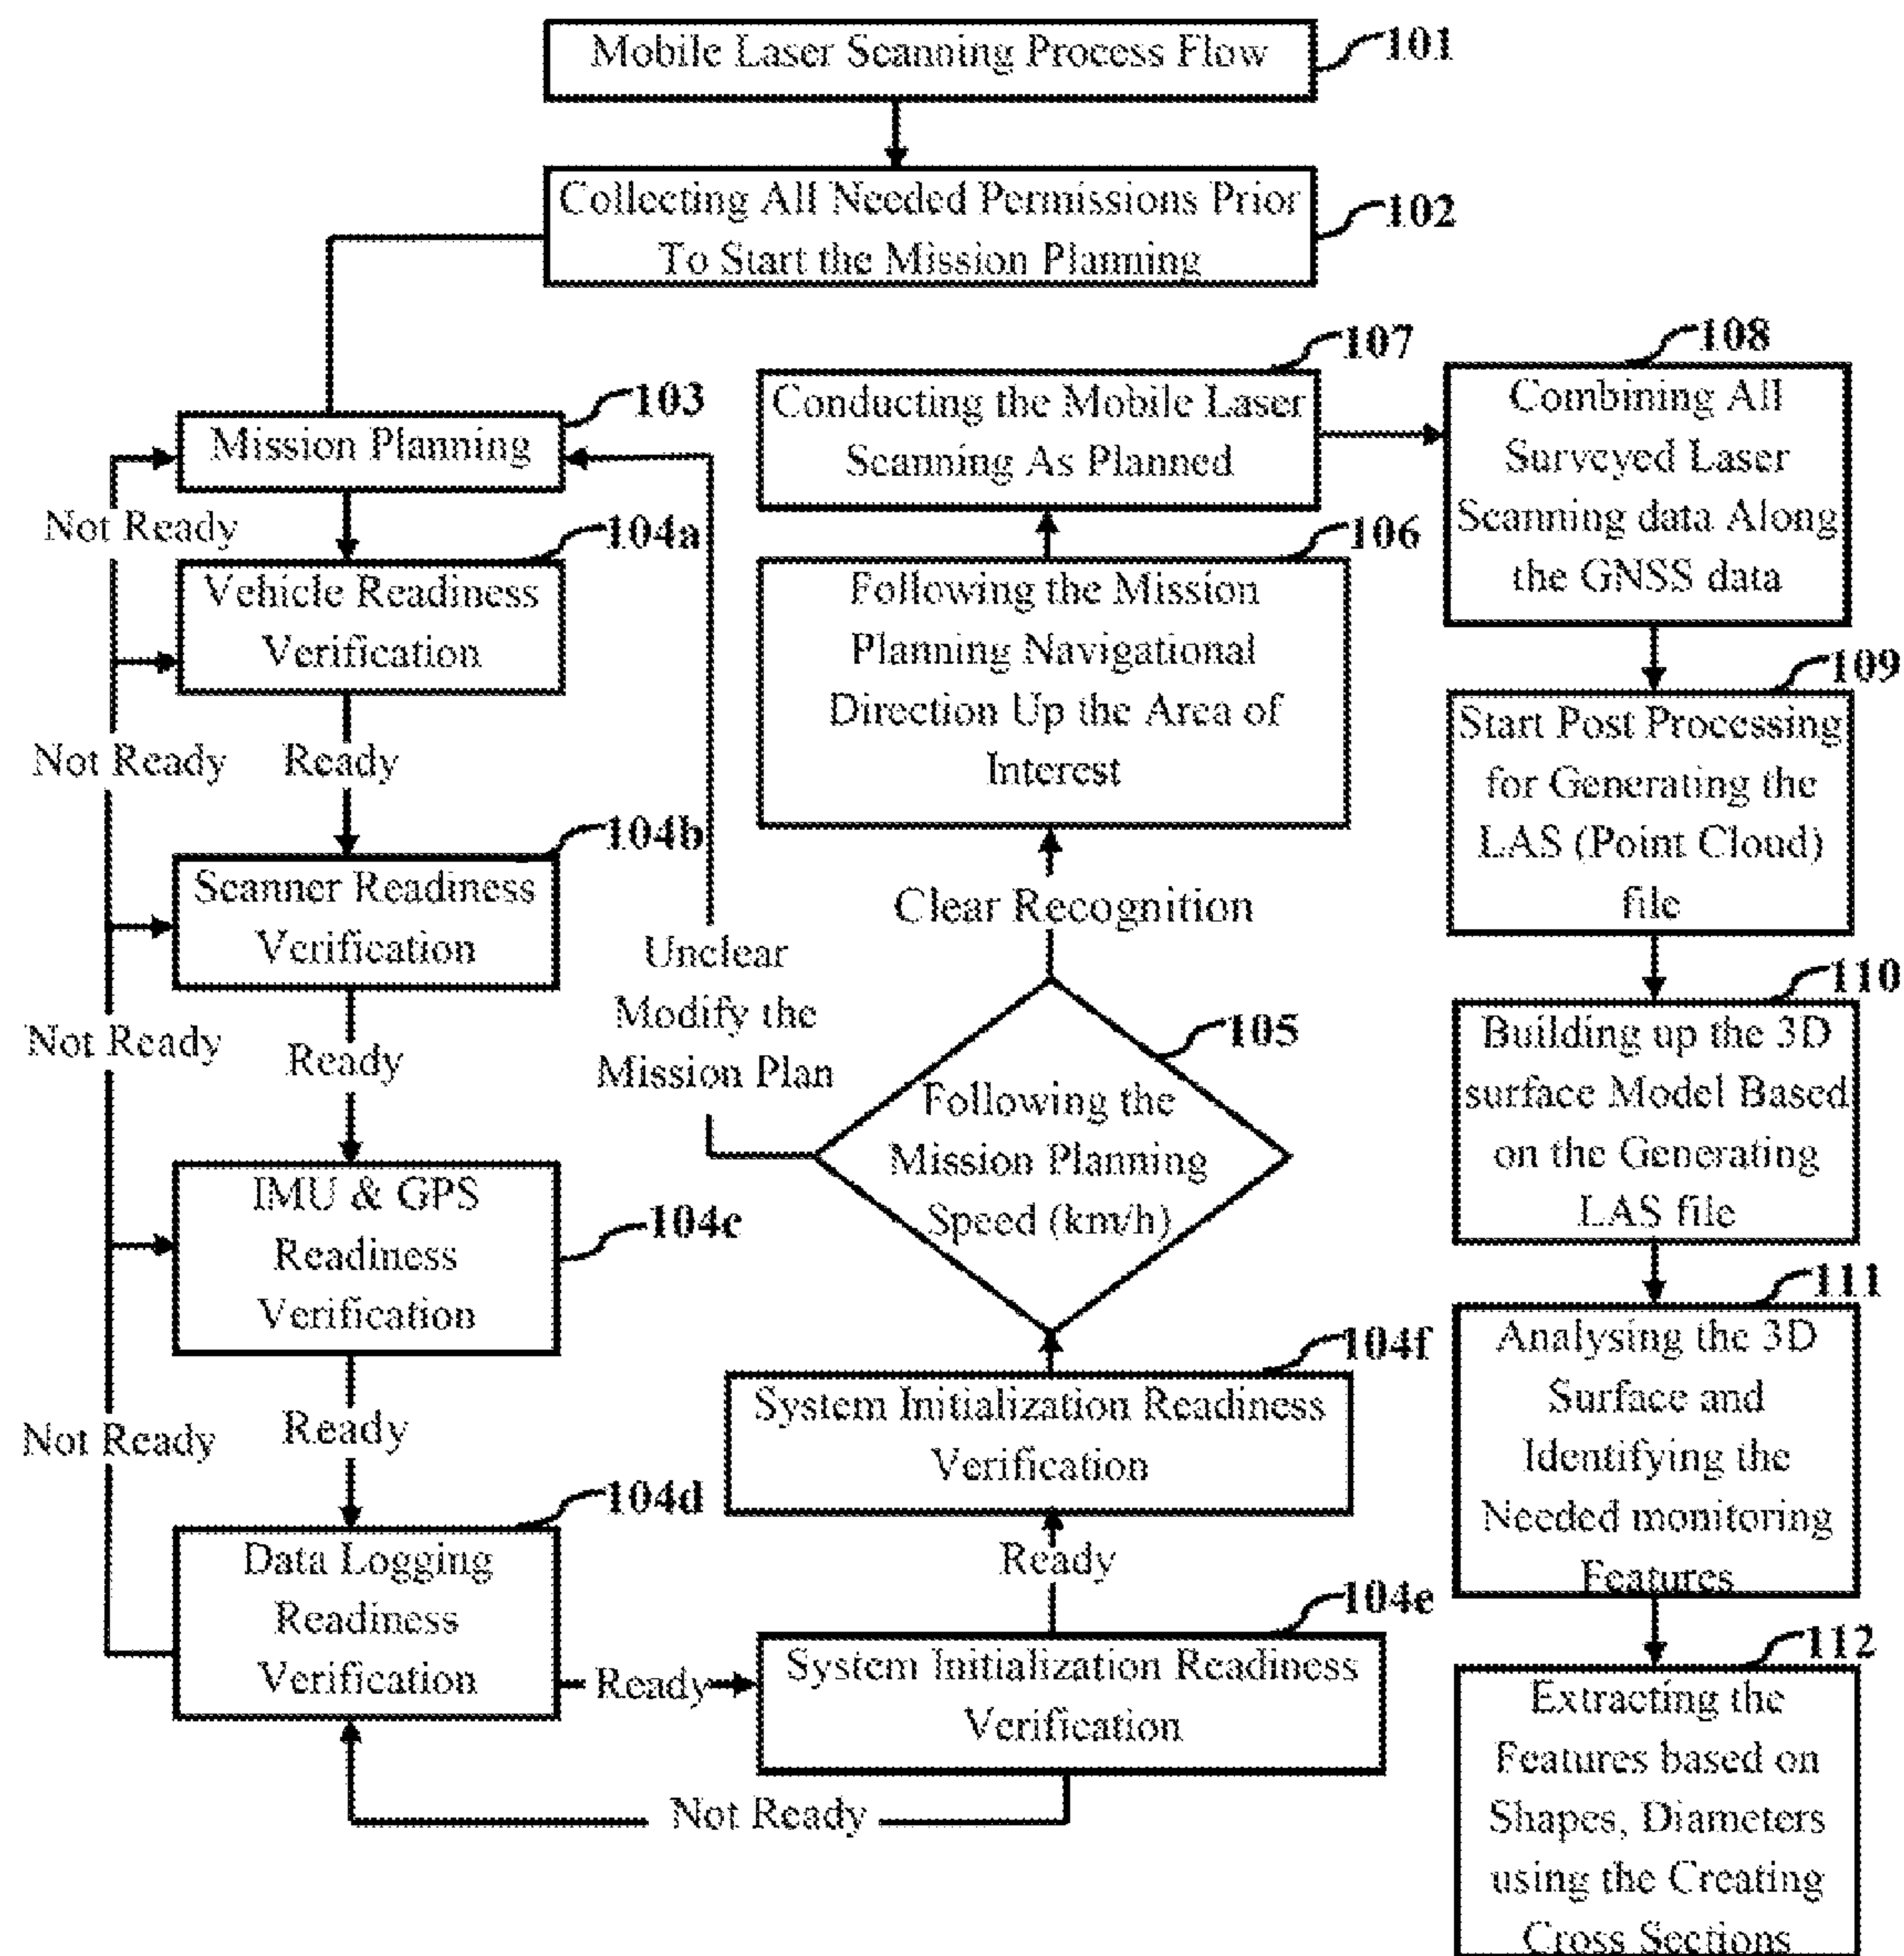 Mobile Laser Scanning Process Flow
101
Collecting All Needed Permissions Prior
To Start the Mission Planning
102
103
Mission Planning
Not Ready
104a
Vehicle Readiness
Verification
Not Ready
Ready
104b
Scanner Readiness
Verification
Not Ready
Ready
IMU & GPS
Readiness
Verification
104c
Not Ready
Ready
104d
Data Logging
Readiness
Verification
Ready
Not Ready
104e
System Initialization Readiness
Verification
Ready
104f
System Initialization Readiness
Verification
105
Following the
Mission Planning
Speed (km/h)
Unclear
Modify the
Mission Plan
Clear Recognition
106
Following the Mission
Planning Navigational
Direction Up the Area of
Interest
107
Conducting the Mobile Laser
Scanning As Planned
108
Combining All
Surveyed Laser
Scanning data Along
the GNSS data
109
Start Post Processing
for Generating the
LAS (Point Cloud)
file
110
Building up the 3D
surface Model Based
on the Generating
LAS file
111
Analysing the 3D
Surface and
Identifying the
Needed monitoring
Features
112
Extracting the
Features based on
Shapes, Diameters
using the Creating
Cross Sections